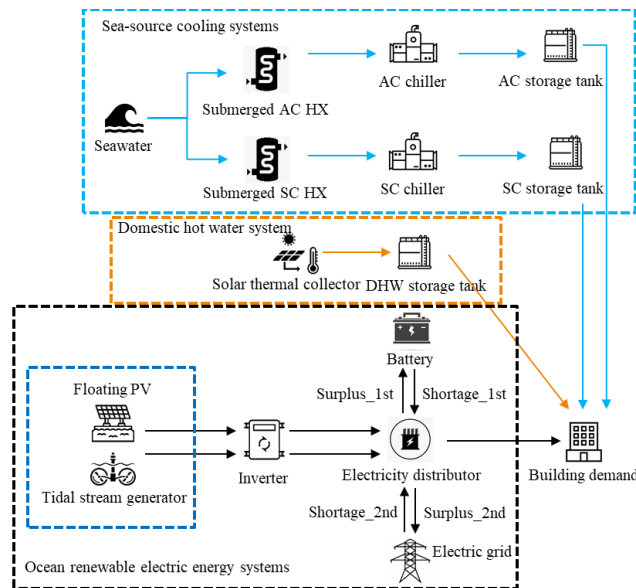 Sea-source cooling systems
AC chiller
AC storage tank
Submerged AC HX
Seawater
Submerged SC HX
SC chiller
SC storage tank
Domestic hot water system
Solar thermal collector
DHW storage tank
Battery
Floating PV
Surplus_1st
Shortage_1st
Tidal stream generator
Inverter
Electricity distributor
Building demand
Shortage_2nd
Surplus_2nd
Electric grid
Ocean renewable electric energy systems